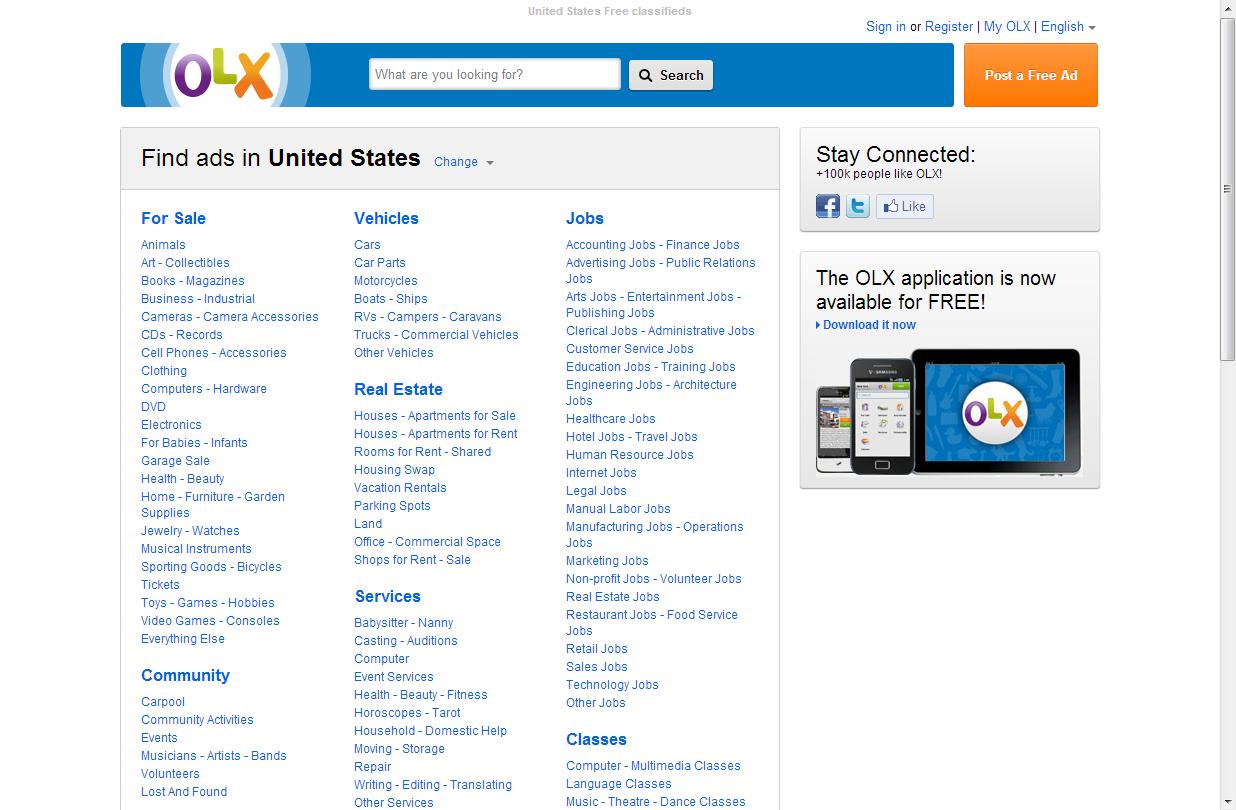 United States Free classifieds
Sign in or Register | My OLX | English
OLX
What are you looking for?
Search
Post a Free Ad
Find ads in United States Change
For Sale
Animals
Art - Collectibles
Books - Magazines
Business - Industrial
Cameras - Camera Accessories
CDs - Records
Cell Phones - Accessories
Clothing
Computers - Hardware
DVD
Electronics
For Babies - Infants
Garage Sale
Health - Beauty
Home - Furniture - Garden
Supplies
Jewelry - Watches
Musical Instruments
Sporting Goods - Bicycles
Tickets
Toys - Games - Hobbies
Video Games - Consoles
Everything Else
Community
Carpool
Community Activities
Events
Musicians - Artists - Bands
Volunteers
Lost And Found
Vehicles
Cars
Car Parts
Motorcycles
Boats - Ships
RVs - Campers - Caravans
Trucks - Commercial Vehicles
Other Vehicles
Real Estate
Houses - Apartments for Sale
Houses - Apartments for Rent
Rooms for Rent - Shared
Housing Swap
Vacation Rentals
Parking Spots
Land
Office - Commercial Space
Shops for Rent - Sale
Services
Babysitter - Nanny
Casting - Auditions
Computer
Event Services
Health - Beauty - Fitness
Horoscopes - Tarot
Household - Domestic Help
Moving - Storage
Repair
Writing - Editing - Translating
Other Services
Jobs
Accounting Jobs - Finance Jobs
Advertising Jobs - Public Relations
Jobs
Arts Jobs - Entertainment Jobs -
Publishing Jobs
Clerical Jobs - Administrative Jobs
Customer Service Jobs
Education Jobs - Training Jobs
Engineering Jobs - Architecture
Jobs
Healthcare Jobs
Hotel Jobs - Travel Jobs
Human Resource Jobs
Internet Jobs
Legal Jobs
Manual Labor Jobs
Manufacturing Jobs - Operations
Jobs
Marketing Jobs
Non-profit Jobs - Volunteer Jobs
Real Estate Jobs
Restaurant Jobs - Food Service
Jobs
Retail Jobs
Sales Jobs
Technology Jobs
Other Jobs
Classes
Computer - Multimedia Classes
Language Classes
Music - Theatre - Dance Classes
Stay Connected:
+100k people like OLX!
Like
The OLX application is now
available for FREE!
Download it now
SAMSUNG
OLX